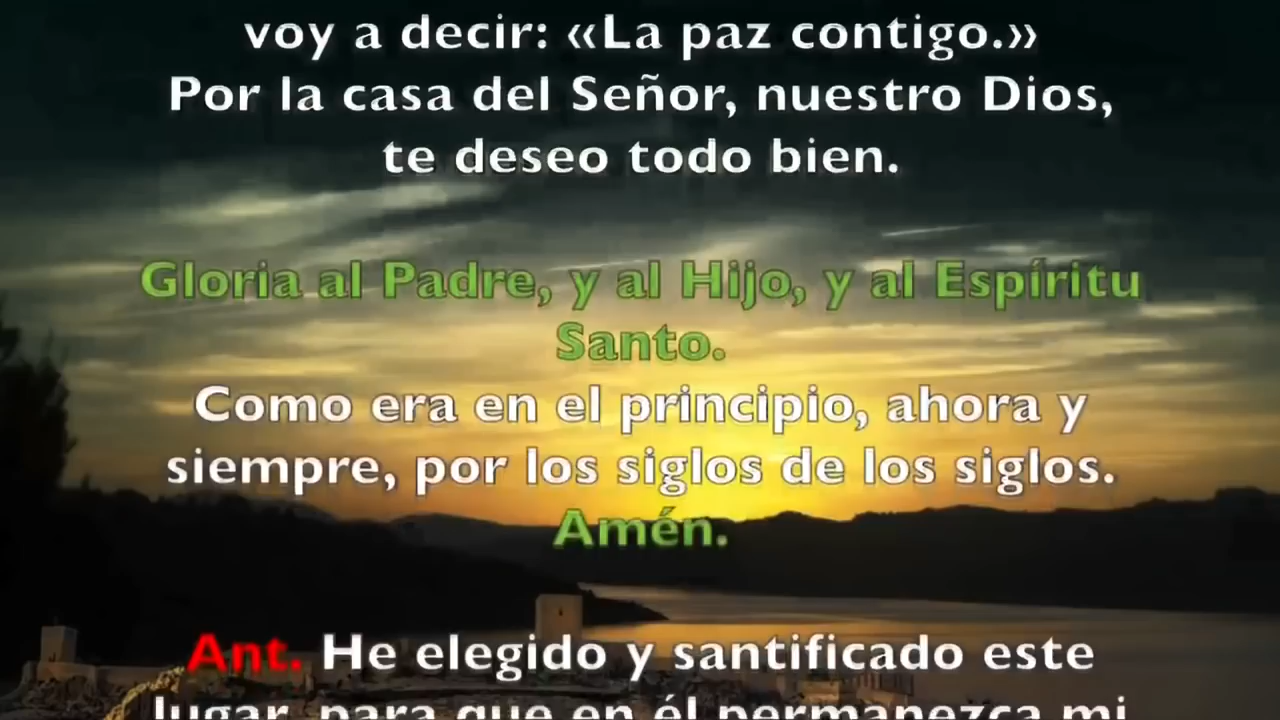 voy a decir: «La paz contigo.»
Por la casa del Señor, nuestro Dios,
te deseo todo bien.
Gloria al Padre, y al Hijo, y al Espíritu
Santo.
Como era en el principio, ahora y
siempre, por los siglos de los siglos.
Amén.
Ant. He elegido y santificado este
lugar, para que en él permanezca mi